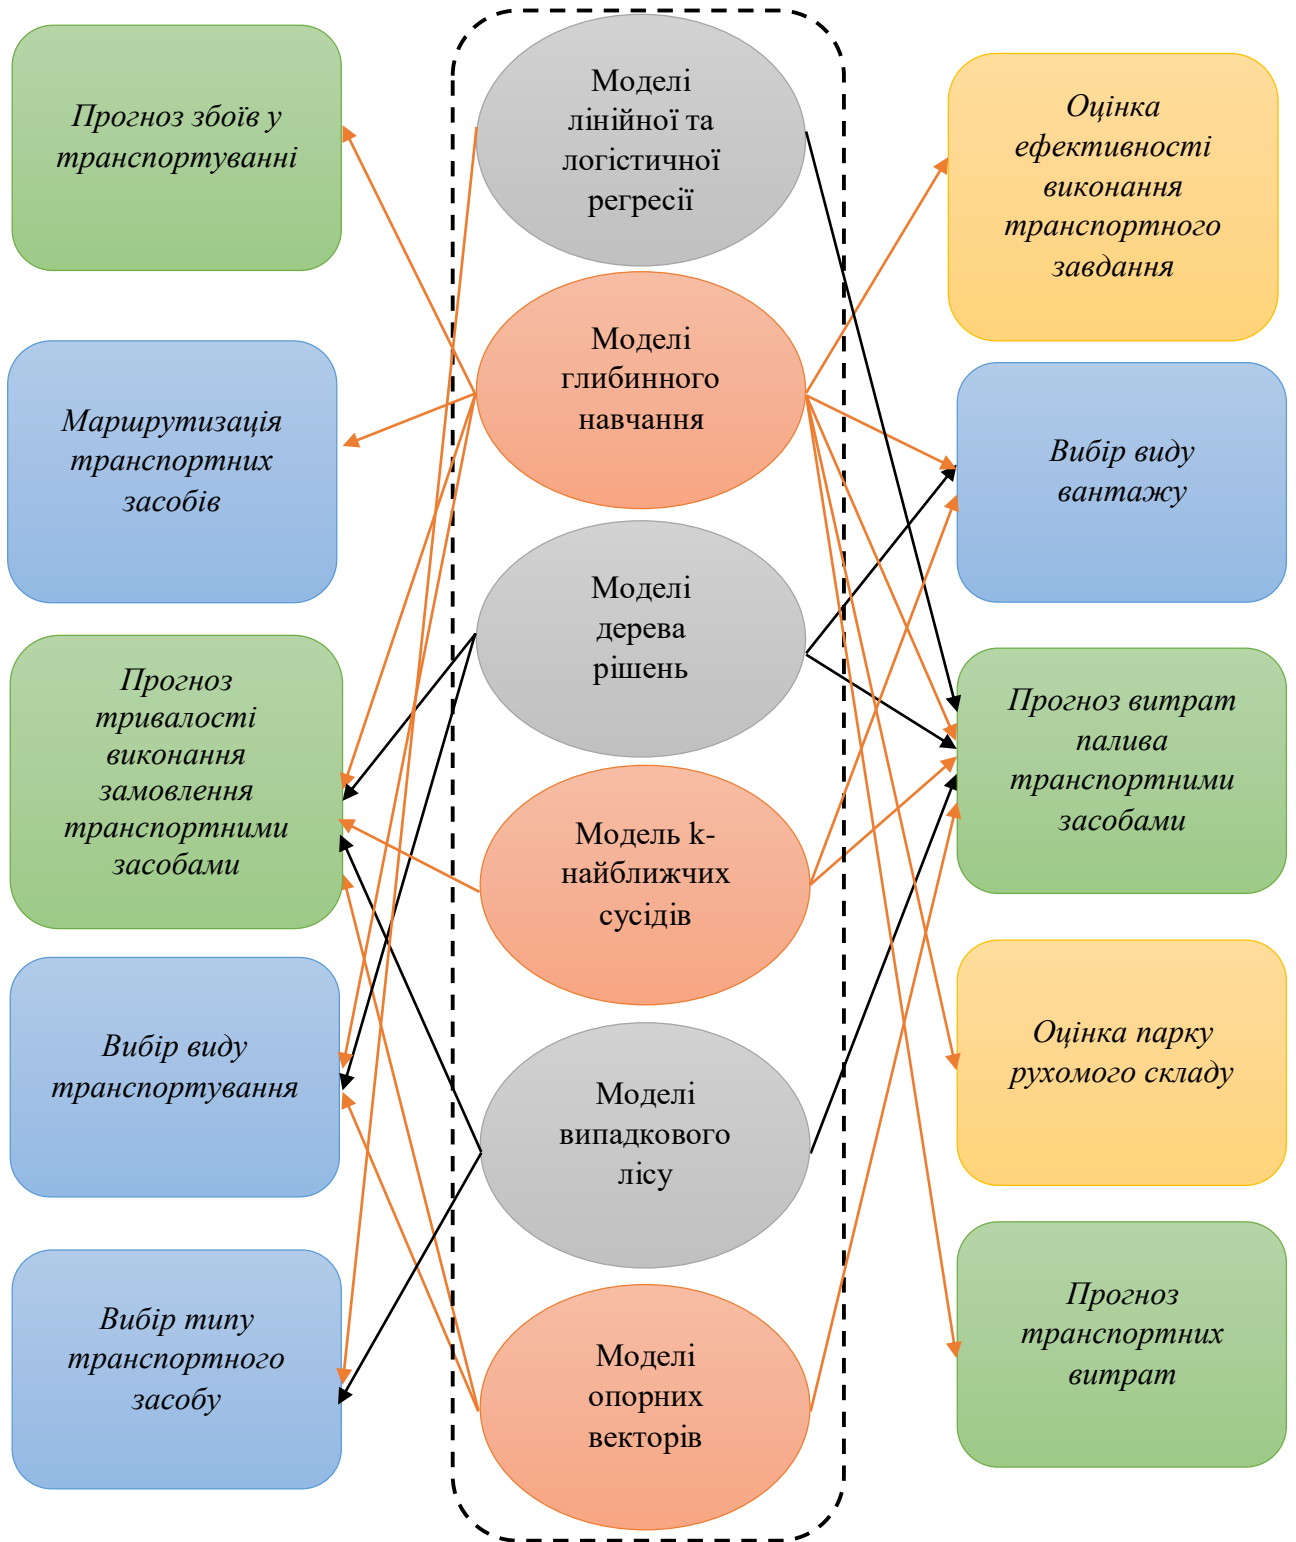 Прогноз збоїв у
транспортуванні
Маршрутизація
транспортних
засобів
Прогноз
тривалості
виконання
замовлення
транспортними
засобами
Вибір виду
транспортування
Вибір типу
транспортного
засобу
Моделі
лінійної та
логістичної
регресії
Моделі
глибинного
навчання
Моделі
дерева
рішень
Модель k-
найближчих
сусідів
Моделі
випадкового
лісу
Моделі
опорних
векторів
Оцінка
ефективності
виконання
транспортного
завдання
Вибір виду
вантажу
Прогноз витрат
палива
транспортними
засобами
Оцінка парку
рухомого складу
Прогноз
транспортних
витрат